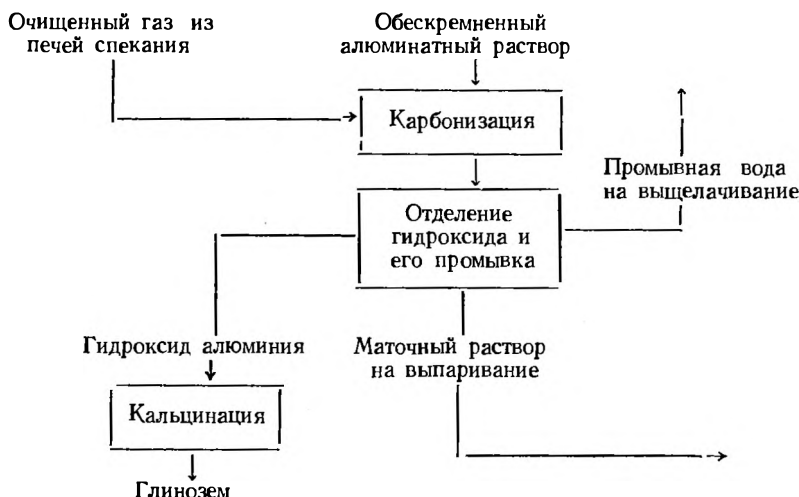 Очищенный газ из
печей спекания
Обескремненный
алюминатный раствор
Карбонизация
Промывная вода
на выщелачивание
Отделение
гидроксида и
его промывка
Гидроксид алюминия
Маточный раствор
на выпаривание
Кальцинация
Глинозем